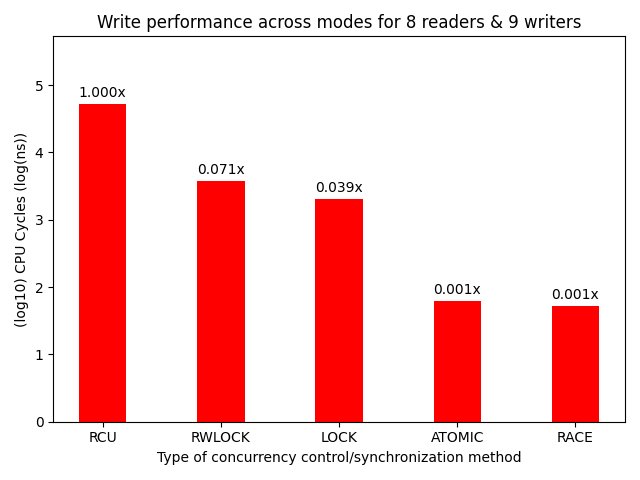 Write performance across modes for 8 readers & 9 writers
(log10) CPU Cycles (log(ns))
5
4
3
2
1
0
1.000x
0.071x
0.039x
0.001x
0.001x
RCU
RWLOCK
LOCK
ATOMIC
RACE
Type of concurrency control/synchronization method